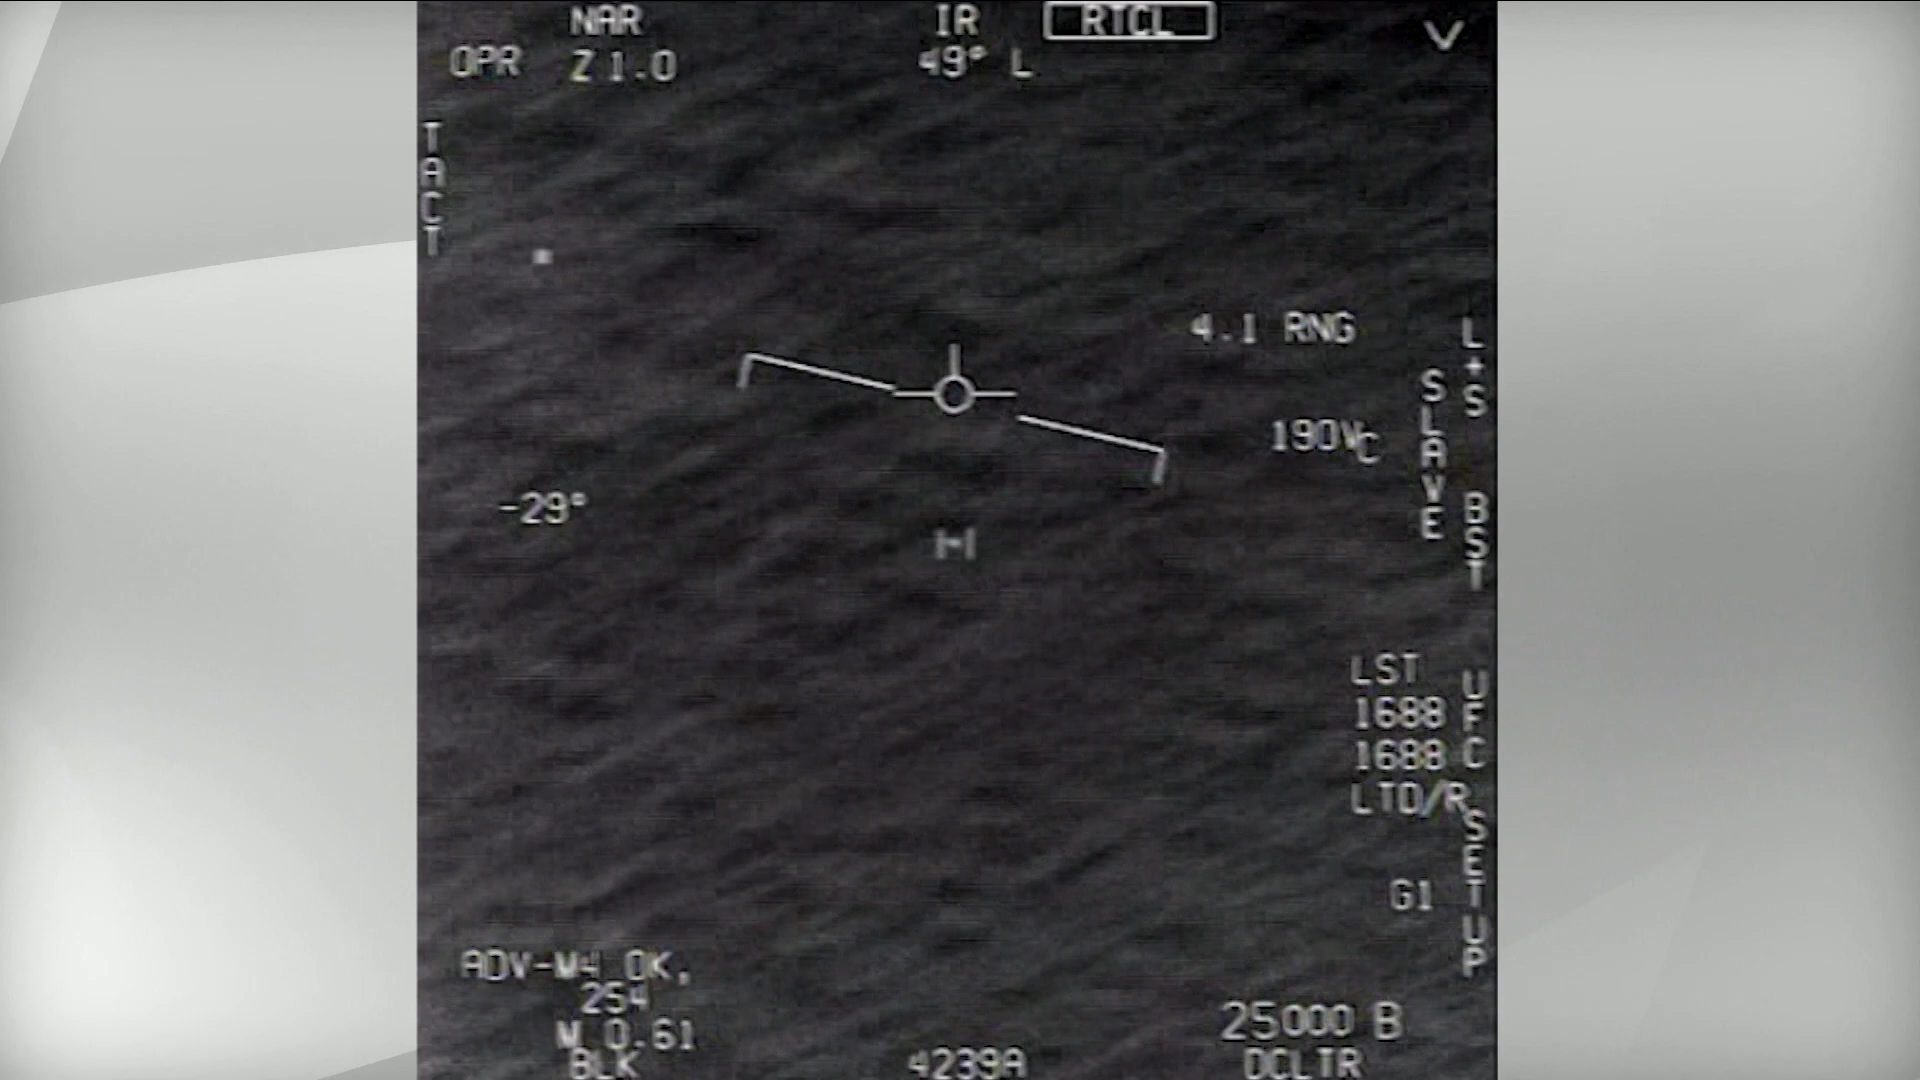 NAR
IR
RTCL
OPR
Z 1.0
49° L
TACT
4.1 RNG
L+S
SLAVE
190Vc
-29°
BST
LST
1688
1688
LTD/R
UFC
SETUP
G1
ADV-M4 OK,
254
M 0.61
BLK
4239A
25000 B
DCLTR